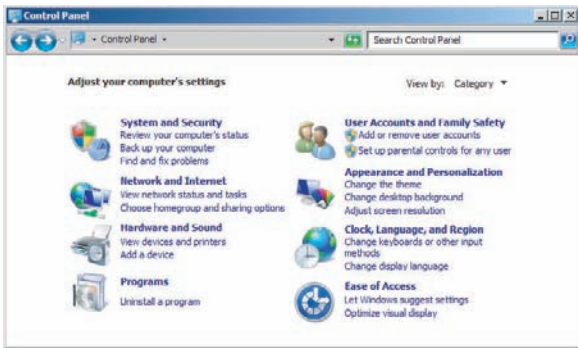 Control Panel
Control Panel
Search Control Panel
Adjust your computer's settings
View by: Category
System and Security
Review your computer's status
Back up your computer
Find and fix problems
Network and Internet
View network status and tasks
Choose homegroup and sharing options
Hardware and Sound
View devices and printers
Add a device
Programs
Uninstall a program
User Accounts and Family Safety
Add or remove user accounts
Set up parental controls for any user
Appearance and Personalization
Change the theme
Change desktop background
Adjust screen resolution
Clock, Language, and Region
Change keyboards or other input
methods
Change display language
Ease of Access
Let Windows suggest settings
Optimize visual display